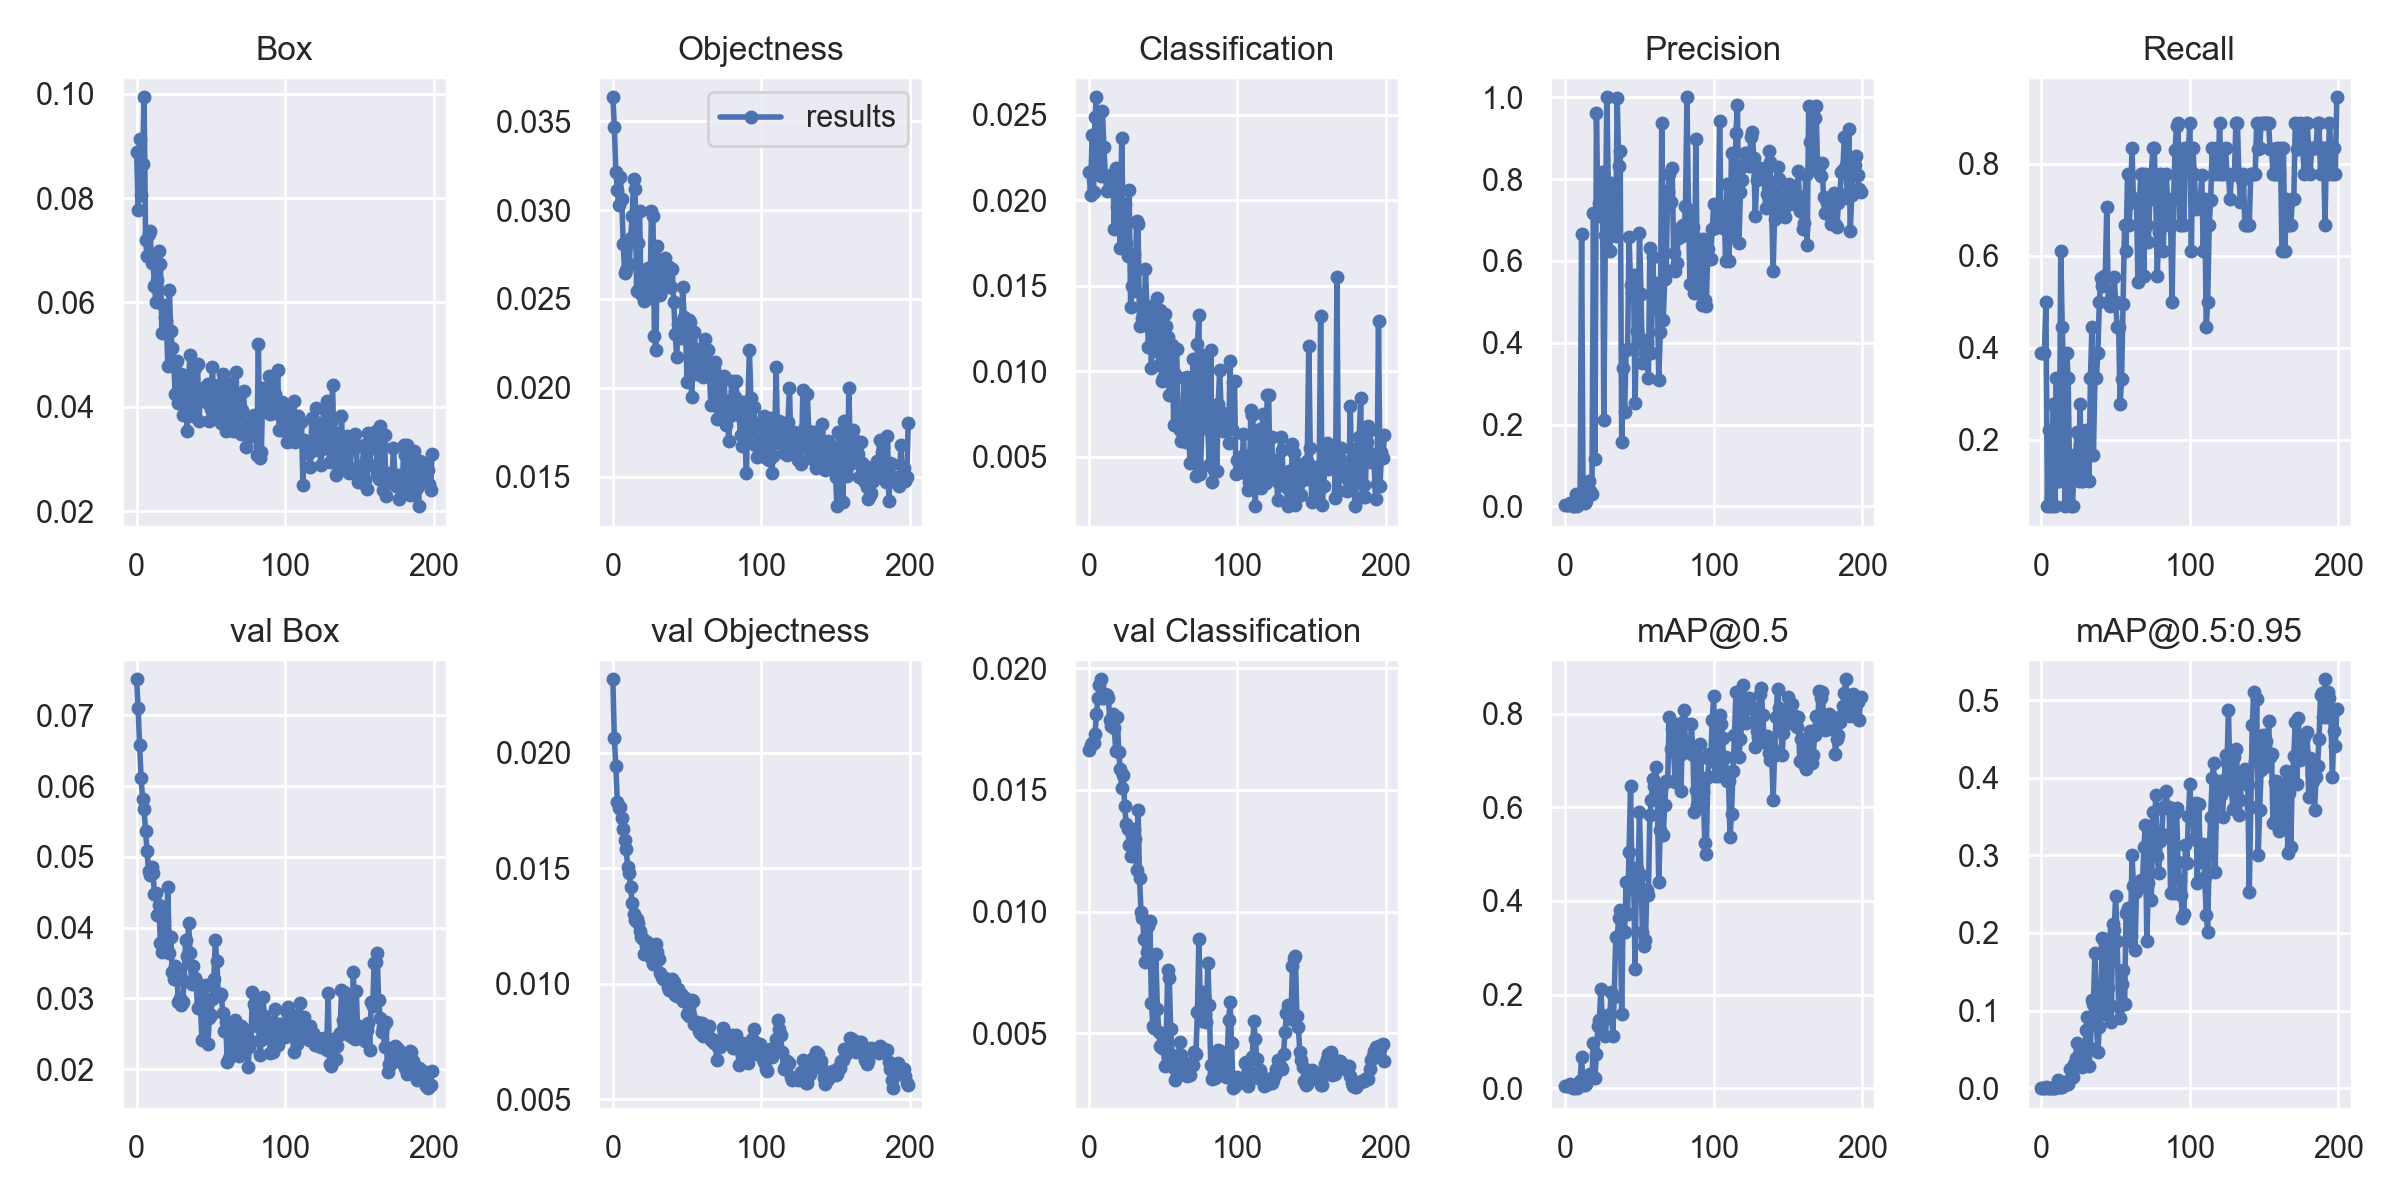 Box
Objectness
Classification
Precision
Recall
0.10
0.08
0.06
0.04
0.02
0 100 200
results
0.035
0.030
0.025
0.020
0.015
0 100 200
0.025
0.020
0.015
0.010
0.005
0 100 200
1.0
0.8
0.6
0.4
0.2
0.0
0 100 200
0.8
0.6
0.4
0.2
0 100 200
val Box
val Objectness
val Classification
mAP@0.5
mAP@0.5:0.95
0.07
0.06
0.05
0.04
0.03
0.02
0 100 200
0.020
0.015
0.010
0.005
0 100 200
0.020
0.015
0.010
0.005
0 100 200
0.8
0.6
0.4
0.2
0.0
0 100 200
0.5
0.4
0.3
0.2
0.1
0.0
0 100 200